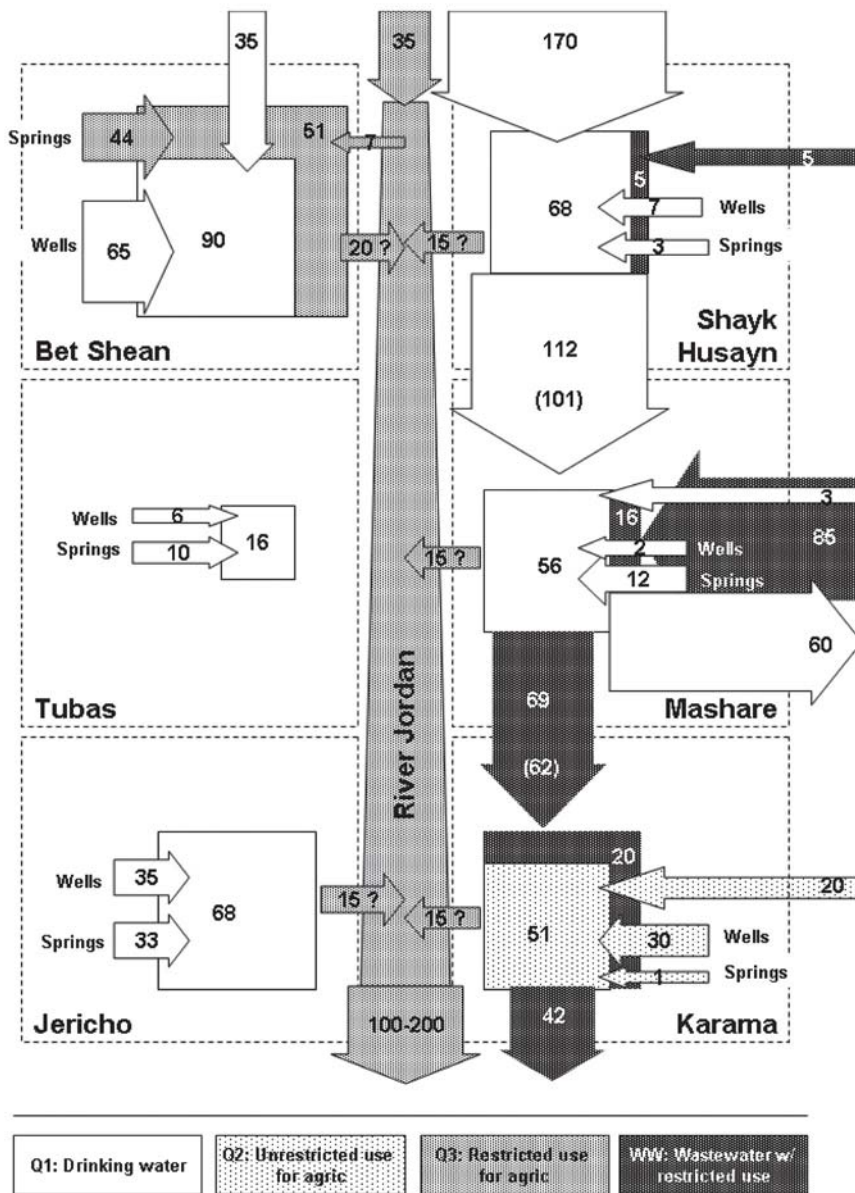 35
35
170
Springs
44
51
7
5
5
Wells
65
90
20 ?
15 ?
68
7
Wells
3
Springs
Bet Shean
Shayk
Husayn
112
(101)
3
16
85
Wells
6
Springs
10
16
15 ?
56
2
Wells
12
Springs
60
River Jordan
Tubas
69
Mashare
(62)
20
20
Wells
35
68
Springs
33
15 ?
15 ?
51
30
Wells
1
Springs
Jericho
100-200
42
Karama
Q1: Drinking water
Q2: Unrestricted use
for agric
Q3: Restricted use
for agric
WW: Wastewater w/
restricted use